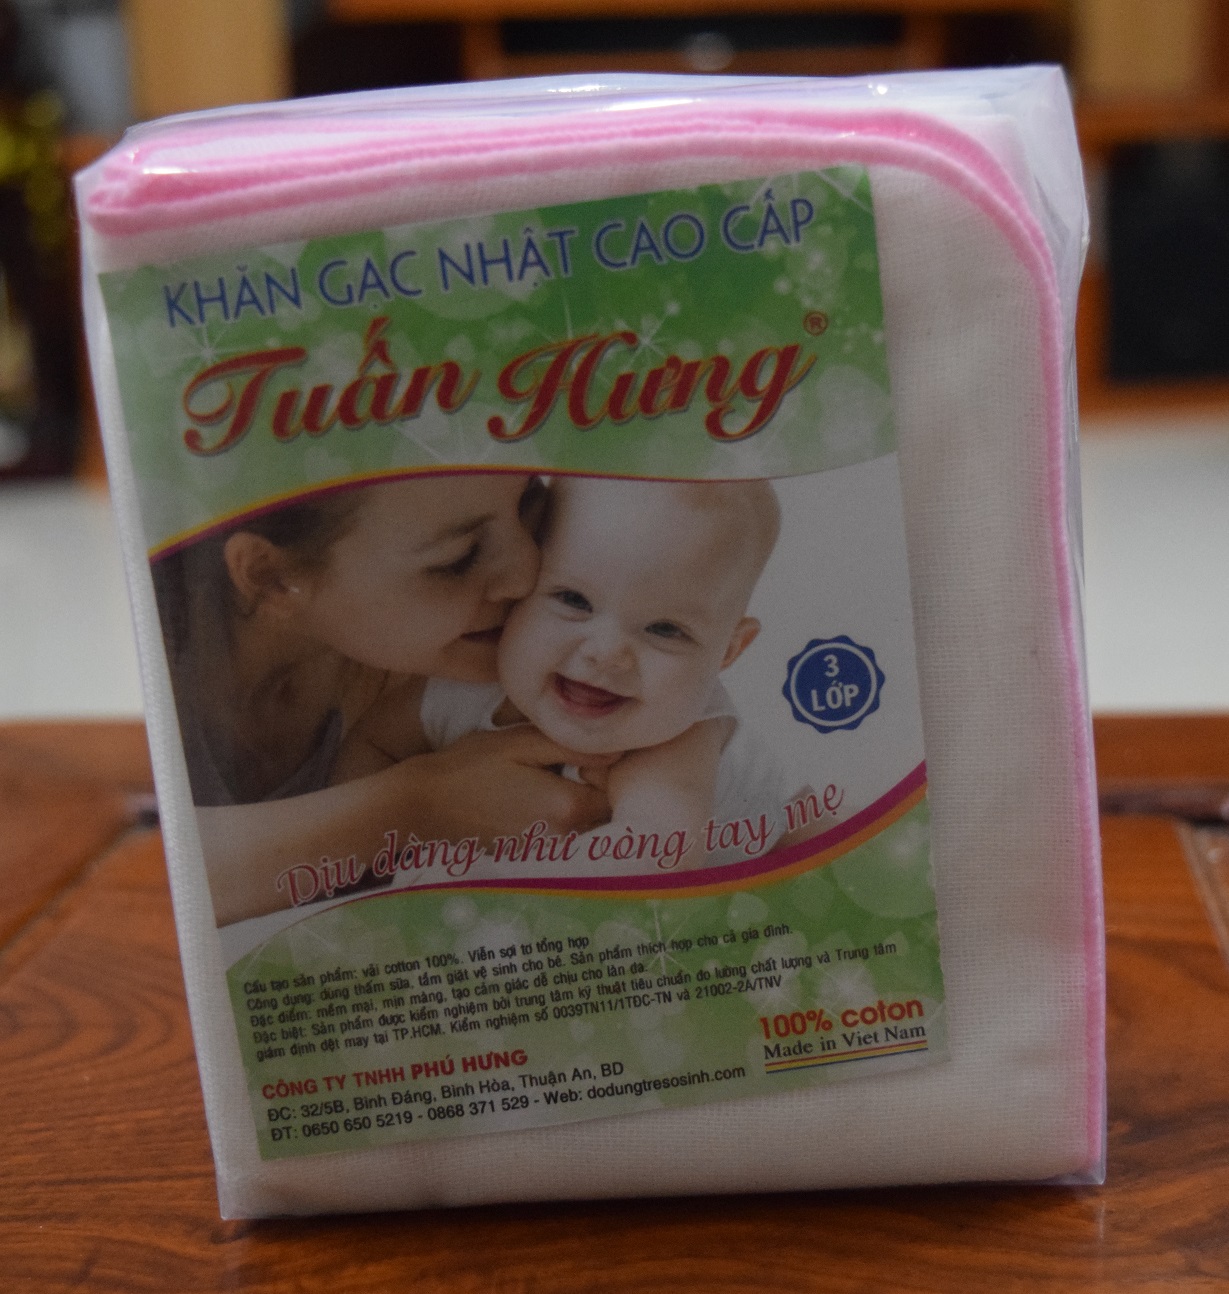 KHĂN GẠC NHẬT CAO CẤP
Tuấn Hưng ®
3
LỚP
Dịu dàng như vòng tay mẹ
Cấu tạo sản phẩm: vải cotton 100%. Viền sợi tơ tổng hợp
Công dụng: dùng thấm sữa, tắm giặt vệ sinh cho bé. Sản phẩm thích hợp cho cả gia đình.
Đặc điểm: mềm mại, mịn màng, tạo cảm giác dễ chịu cho làn da.
Đặc biệt: Sản phẩm được kiểm nghiệm bởi trung tâm kỹ thuật tiêu chuẩn đo lường chất lượng và Trung tâm
giám định dệt may tại TP.HCM. Kiểm nghiệm số 0039TN11/1TĐC-TN và 21002-2A/TNV
100% coton
Made in Viet Nam
CÔNG TY TNHH PHÚ HƯNG
ĐC: 32/5B, Bình Đáng, Bình Hòa, Thuận An, BD
ĐT: 0650 650 5219 - 0868 371 529 - Web: dodungtresosinh.com